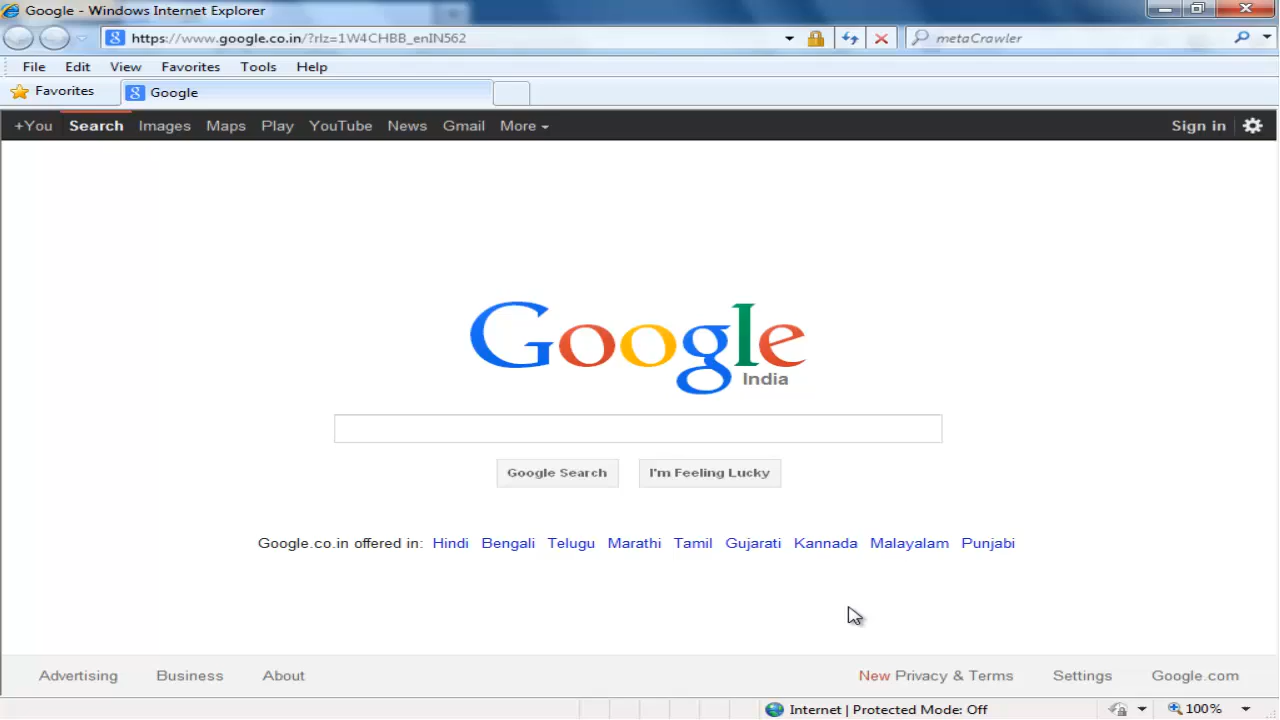 Google - Windows Internet Explorer
https://www.google.co.in/?rlz=1W4CHBB_enIN562
metaCrawler
File Edit View Favorites Tools Help
Favorites Google
+You Search Images Maps Play YouTube News Gmail More Sign in
Google
India
Google Search I'm Feeling Lucky
Google.co.in offered in: Hindi Bengali Telugu Marathi Tamil Gujarati Kannada Malayalam Punjabi
Advertising Business About New Privacy & Terms Settings Google.com
Internet | Protected Mode: Off 100%